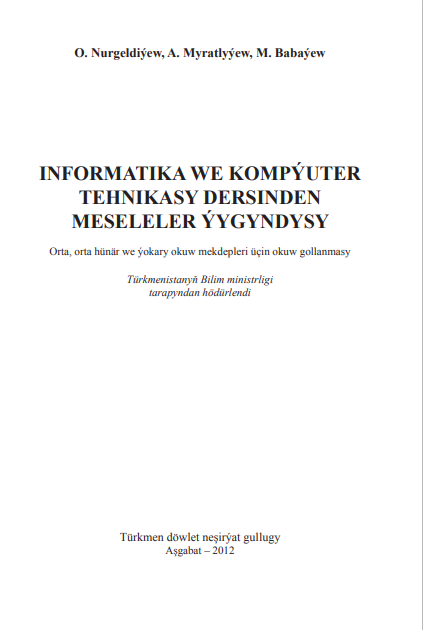 O. Nurgeldiýew, A. Myratlyýew, M. Babaýew
INFORMATIKA WE KOMPÝUTER
TEHNIKASY DERSINDEN
MESELELER ÝYGYNDYSY
Orta, orta hünär we ýokary okuw mekdepleri üçin okuw gollanmasy
Türkmenistanyň Bilim ministrligi
tarapyndan hödürlendi
Türkmen döwlet neşirýat gullugy
Aşgabat – 2012